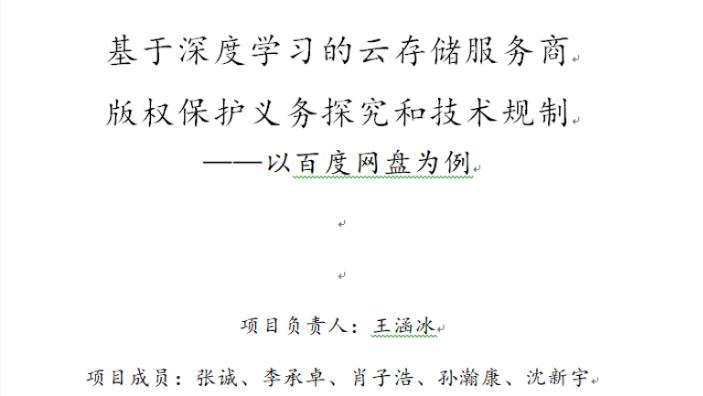 基于深度学习的云存储服务商
版权保护义务探究和技术规制
——以百度网盘为例
项目负责人：王涵冰
项目成员：张诚、李承卓、肖子浩、孙瀚康、沈新宇